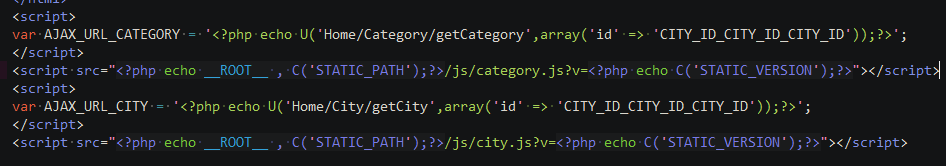 </html>
<script>
var AJAX_URL_CATEGORY = '<?php echo U('Home/Category/getCategory',array('id' => 'CITY_ID_CITY_ID_CITY_ID'));?>';
</script>
<script src="<?php echo __ROOT__ , C('STATIC_PATH');?>/js/category.js?v=<?php echo C('STATIC_VERSION');?>"></script>
<script>
var AJAX_URL_CITY = '<?php echo U('Home/City/getCity',array('id' => 'CITY_ID_CITY_ID_CITY_ID'));?>';
</script>
<script src="<?php echo __ROOT__ , C('STATIC_PATH');?>/js/city.js?v=<?php echo C('STATIC_VERSION');?>"></script>